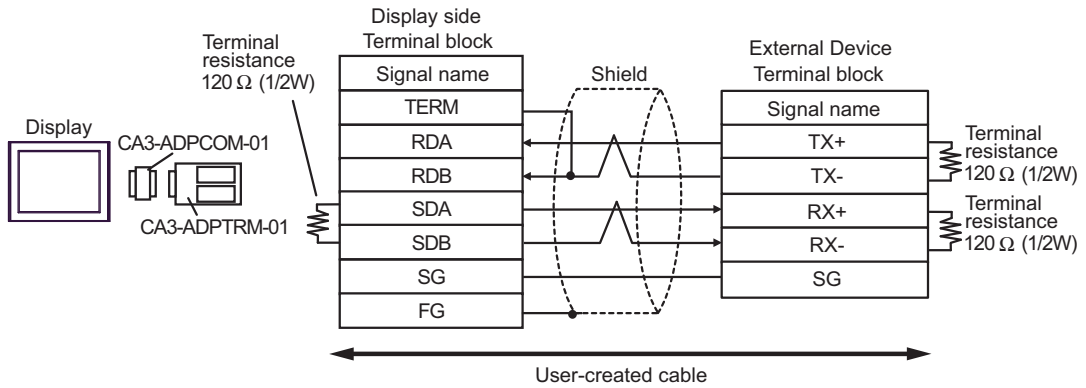 Display side
Terminal block
Terminal
resistance
120 Ω (1/2W)
Signal name
TERM
RDA
RDB
SDA
SDB
SG
FG
Display
CA3-ADPCOM-01
CA3-ADPTRM-01
Shield
External Device
Terminal block
Signal name
TX+
TX-
RX+
RX-
SG
Terminal
resistance
120 Ω (1/2W)
Terminal
resistance
120 Ω (1/2W)
User-created cable